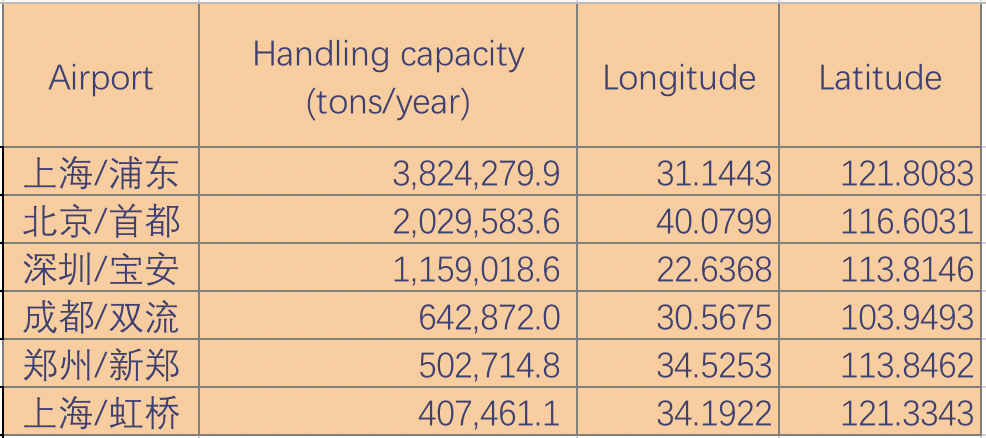 Airport Handling capacity (tons/year) Longitude Latitude
上海/浦东 3,824,279.9 31.1443 121.8083
北京/首都 2,029,583.6 40.0799 116.6031
深圳/宝安 1,159,018.6 22.6368 113.8146
成都/双流 642,872.0 30.5675 103.9493
郑州/新郑 502,714.8 34.5253 113.8462
上海/虹桥 407,461.1 34.1922 121.3343